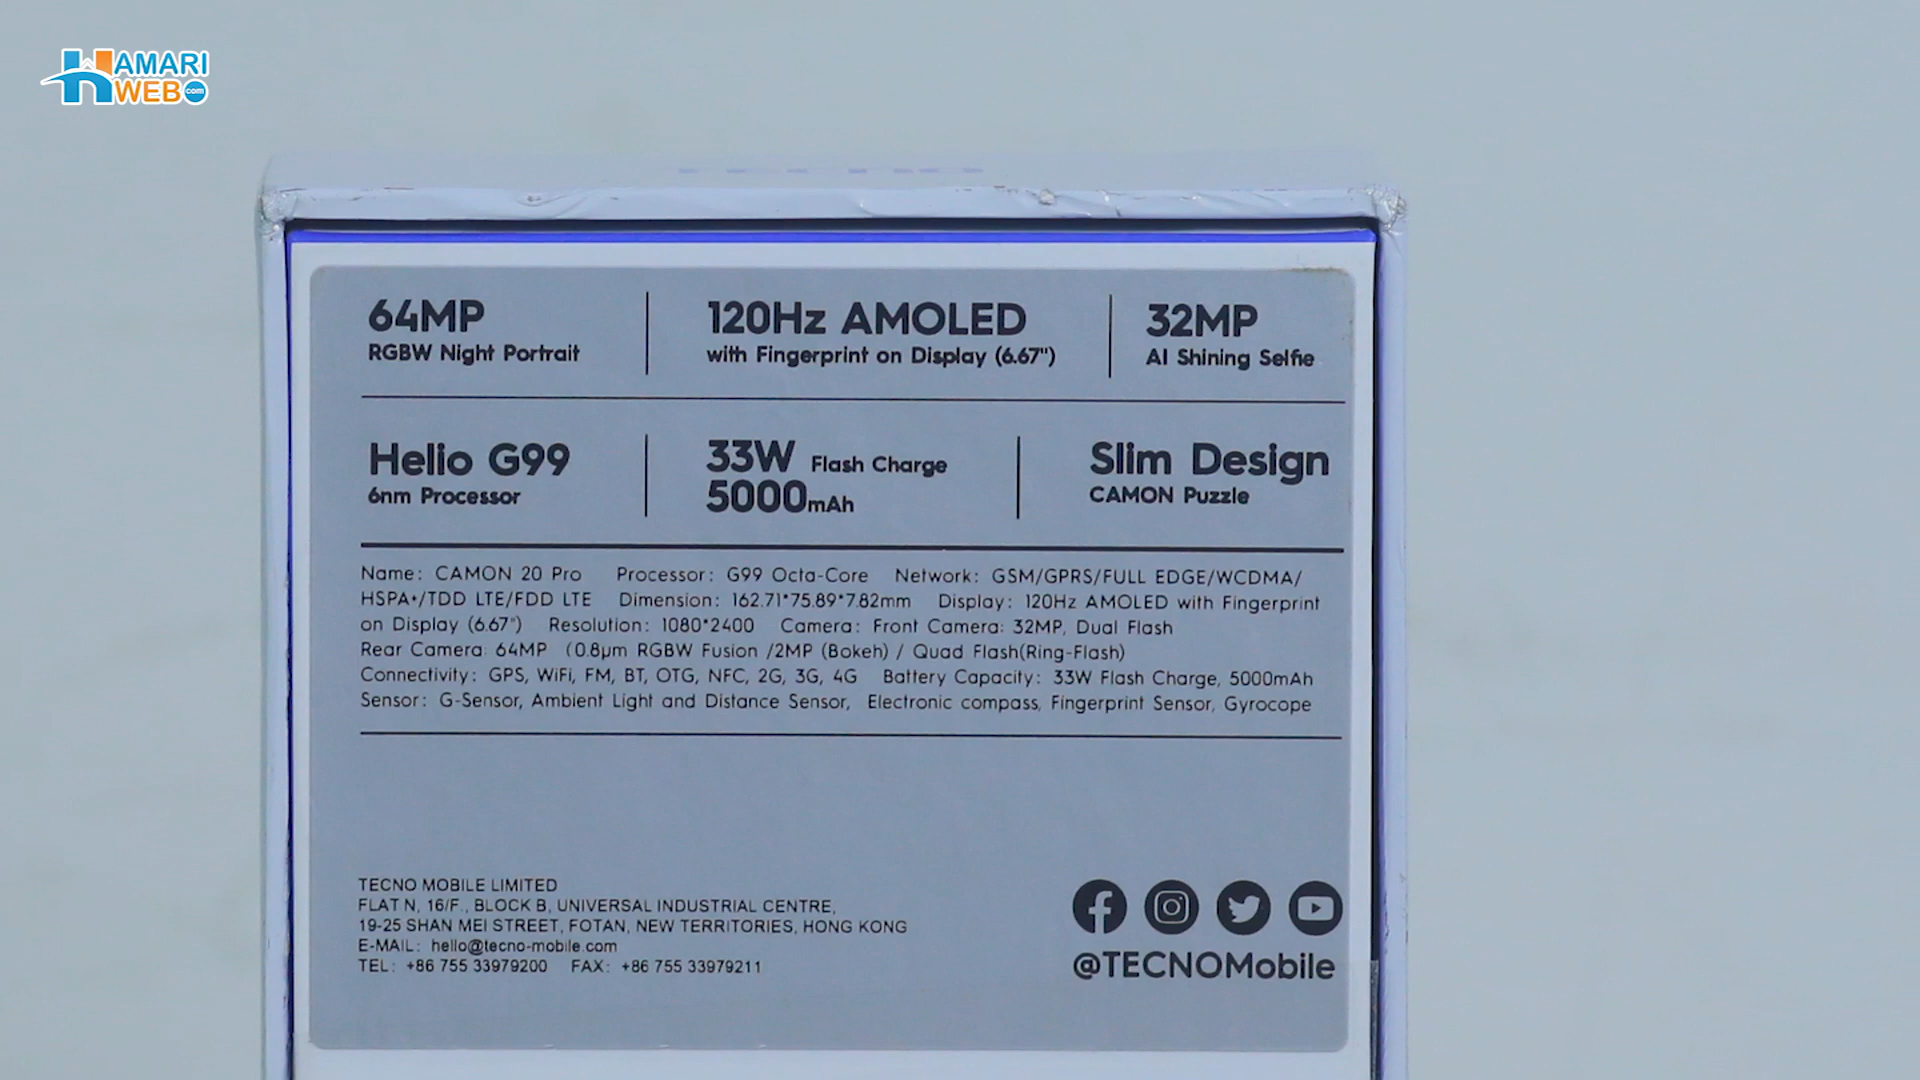 HAMARI
WEB.com
64MP
RGBW Night Portrait
120Hz AMOLED
with Fingerprint on Display (6.67")
32MP
AI Shining Selfie
Helio G99
6nm Processor
33W Flash Charge
5000mAh
Slim Design
CAMON Puzzle
Name: CAMON 20 Pro Processor: G99 Octa-Core Network: GSM/GPRS/FULL EDGE/WCDMA/
HSPA+/TDD LTE/FDD LTE Dimension: 162.71*75.89*7.82mm Display: 120Hz AMOLED with Fingerprint
on Display (6.67") Resolution: 1080*2400 Camera: Front Camera: 32MP, Dual Flash
Rear Camera: 64MP (0.8μm RGBW Fusion /2MP (Bokeh) / Quad Flash(Ring-Flash)
Connectivity: GPS, WiFi, FM, BT, OTG, NFC, 2G, 3G, 4G Battery Capacity: 33W Flash Charge, 5000mAh
Sensor: G-Sensor, Ambient Light and Distance Sensor, Electronic compass, Fingerprint Sensor, Gyrocope
TECNO MOBILE LIMITED
FLAT N, 16/F., BLOCK B, UNIVERSAL INDUSTRIAL CENTRE,
19-25 SHAN MEI STREET, FOTAN, NEW TERRITORIES, HONG KONG
E-MAIL: hello@tecno-mobile.com
TEL: +86 755 33979200 FAX: +86 755 33979211
@TECNOMobile